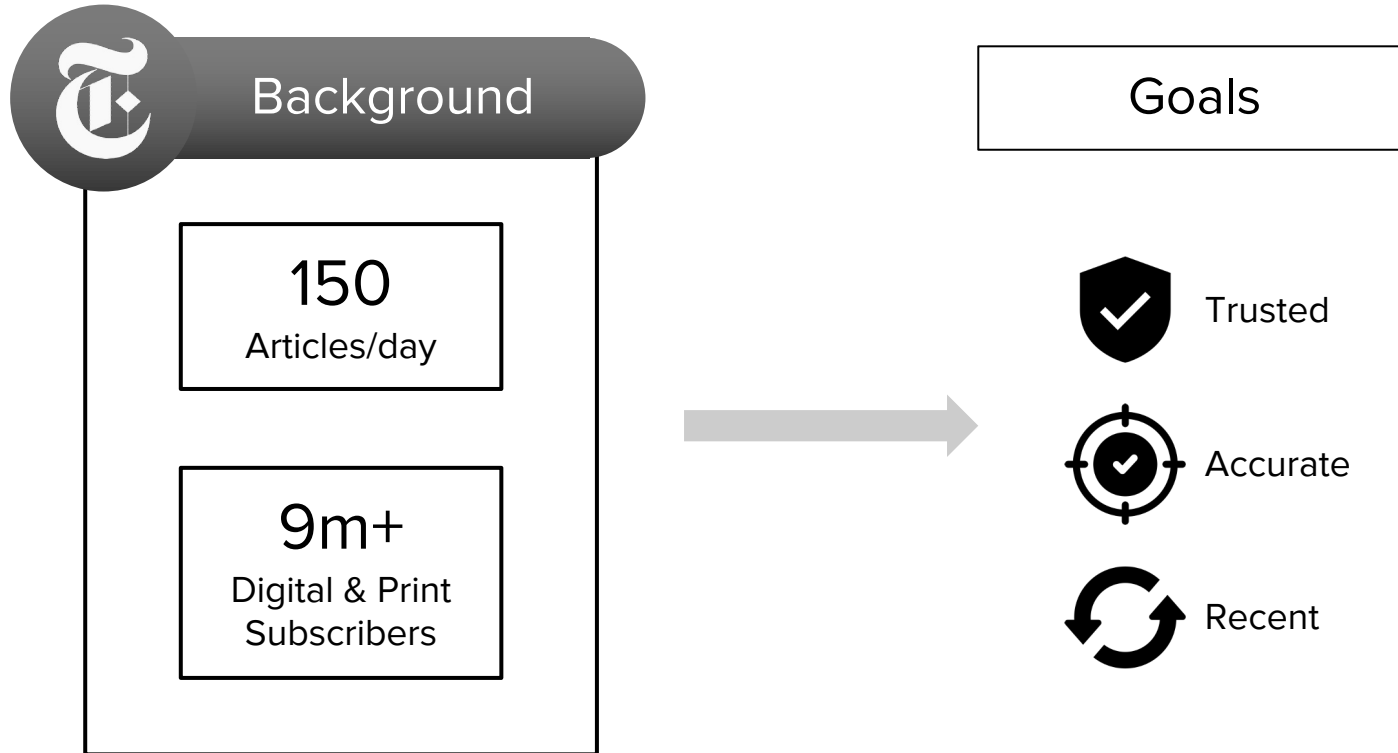 Background
150
Articles/day
9m+
Digital & Print
Subscribers
Goals
Trusted
Accurate
Recent